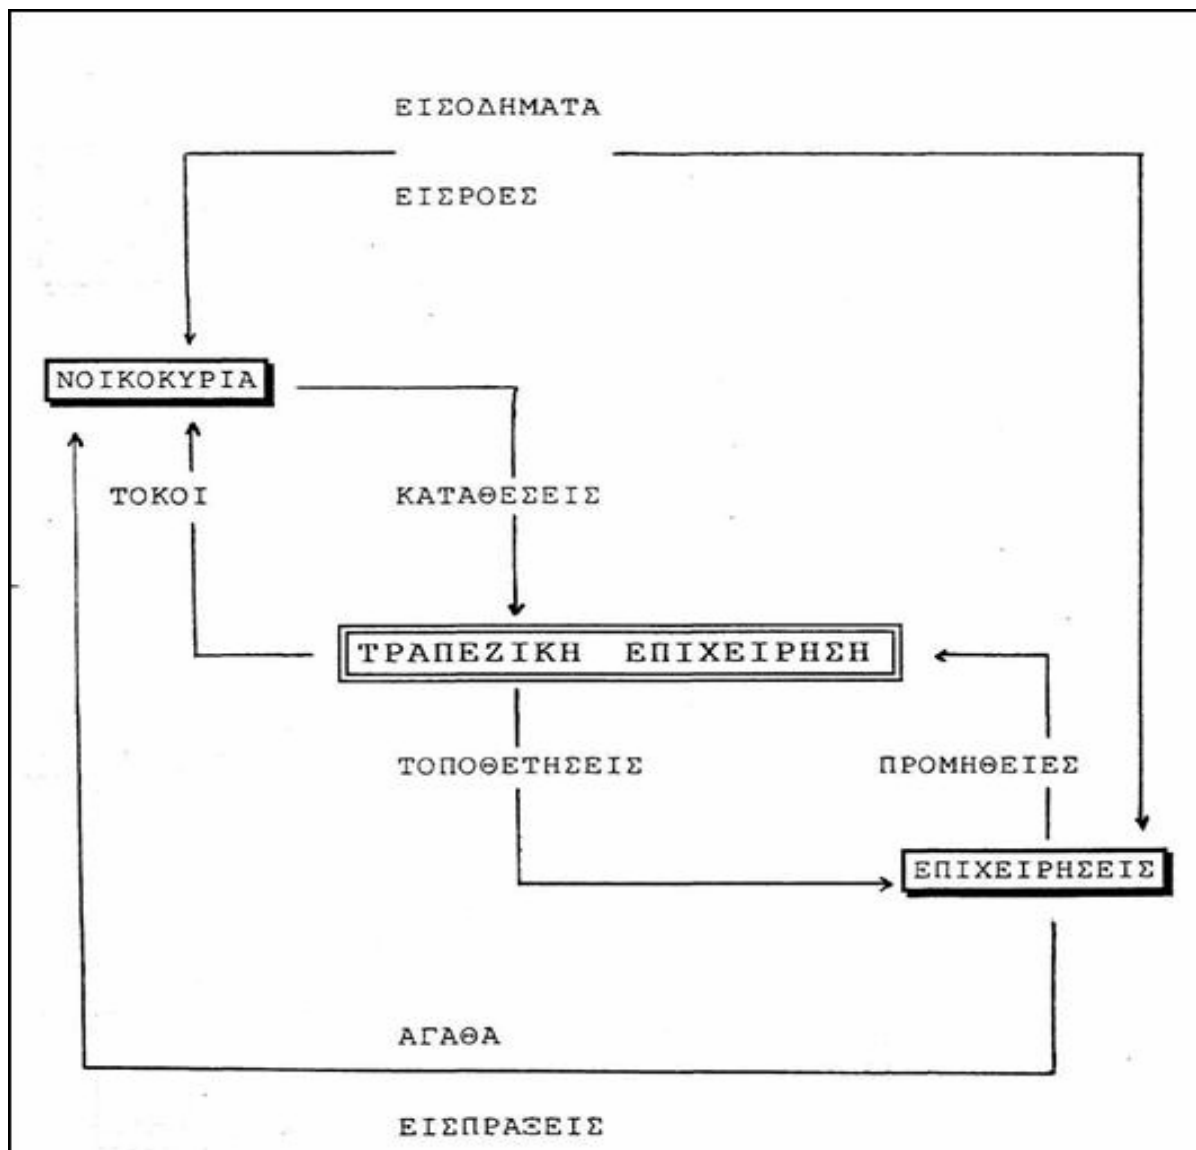 ΕΙΣΟΔΗΜΑΤΑ
ΕΙΣΡΟΕΣ
ΝΟΙΚΟΚΥΡΙΑ
ΤΟΚΟΙ
ΚΑΤΑΘΕΣΕΙΣ
ΤΡΑΠΕΖΙΚΗ ΕΠΙΧΕΙΡΗΣΗ
ΤΟΠΟΘΕΤΗΣΕΙΣ
ΠΡΟΜΗΘΕΙΕΣ
ΕΠΙΧΕΙΡΗΣΕΙΣ
ΑΓΑΘΑ
ΕΙΣΠΡΑΞΕΙΣ